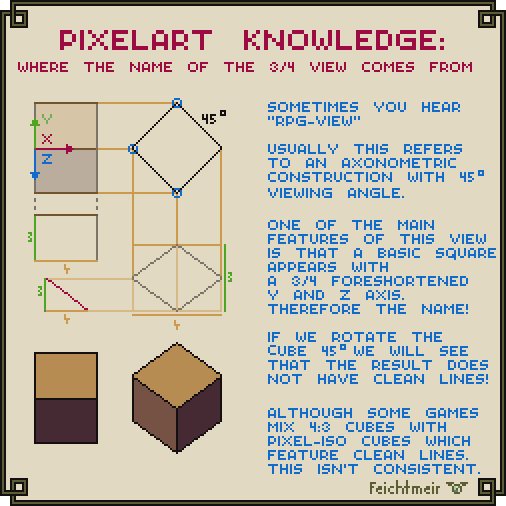 PIXELART KNOWLEDGE:
WHERE THE NAME OF THE 3/4 VIEW COMES FROM
Y
X
Z
45°
3
4
3
4
3
4
SOMETIMES YOU HEAR
"RPG-VIEW"
USUALLY THIS REFERS
TO AN AXONOMETRIC
CONSTRUCTION WITH 45°
VIEWING ANGLE.
ONE OF THE MAIN
FEATURES OF THIS VIEW
IS THAT A BASIC SQUARE
APPEARS WITH
A 3/4 FORESHORTENED
Y AND Z AXIS.
THEREFORE THE NAME!
IF WE ROTATE THE
CUBE 45° WE WILL SEE
THAT THE RESULT DOES
NOT HAVE CLEAN LINES!
ALTHOUGH SOME GAMES
MIX 4:3 CUBES WITH
PIXEL-ISO CUBES WHICH
FEATURE CLEAN LINES.
THIS ISN'T CONSISTENT.
Feichtmeir